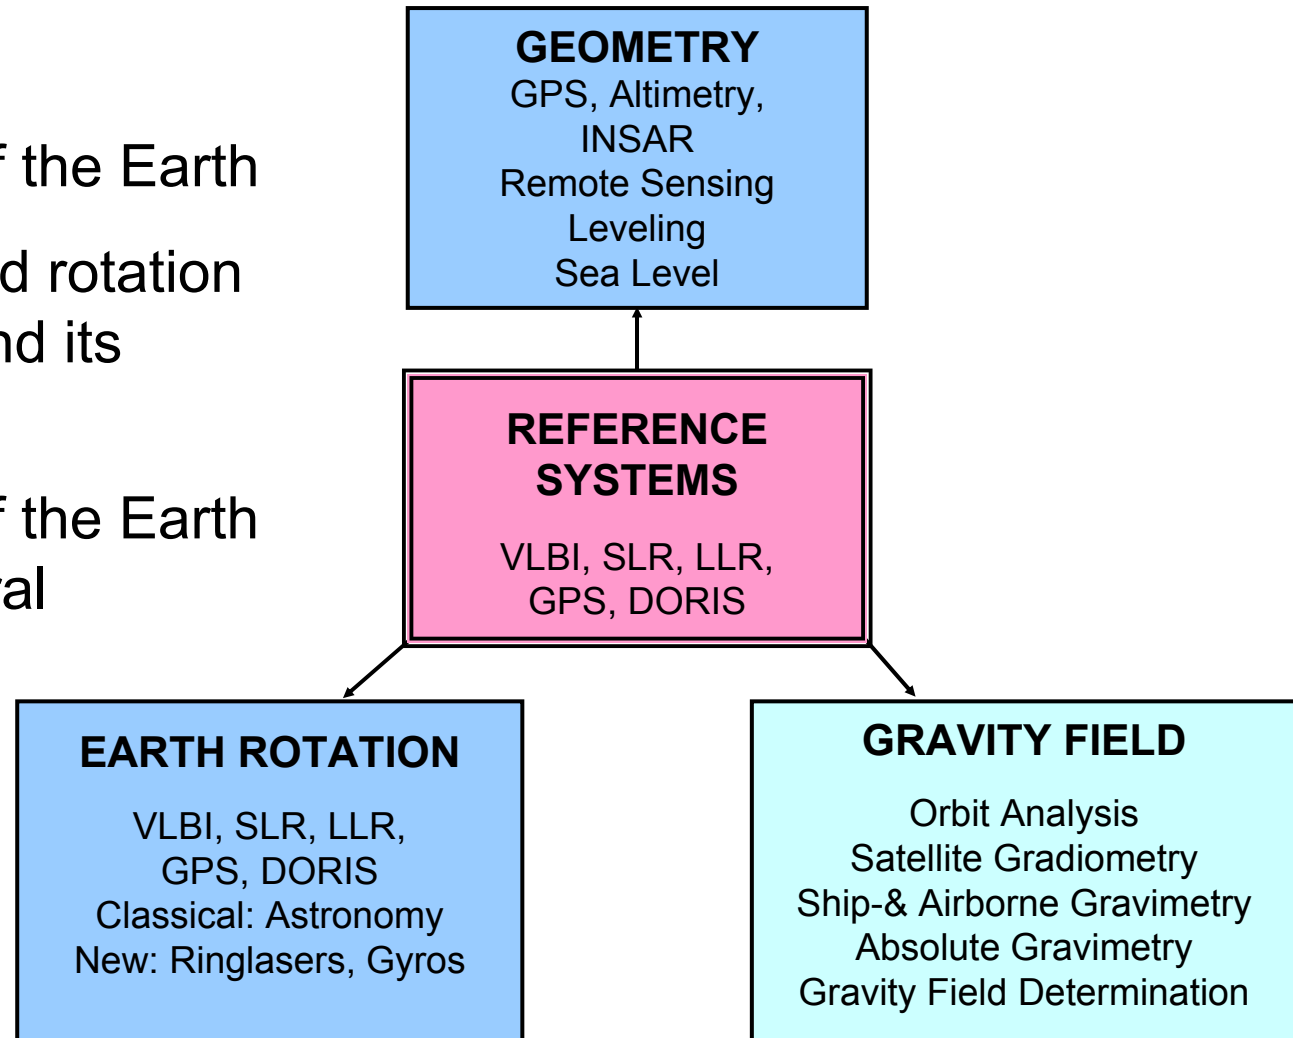 f the Earth
d rotation
nd its
f the Earth
ral
GEOMETRY
GPS, Altimetry,
INSAR
Remote Sensing
Leveling
Sea Level
REFERENCE
SYSTEMS
VLBI, SLR, LLR,
GPS, DORIS
EARTH ROTATION
VLBI, SLR, LLR,
GPS, DORIS
Classical: Astronomy
New: Ringlasers, Gyros
GRAVITY FIELD
Orbit Analysis
Satellite Gradiometry
Ship-& Airborne Gravimetry
Absolute Gravimetry
Gravity Field Determination